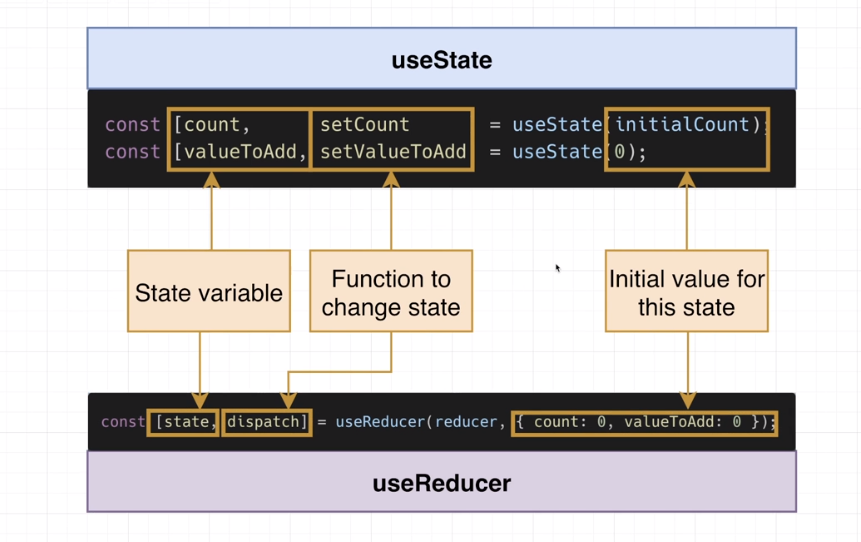 useState
const [count, setCount = useState(initialCount);
const [valueToAdd, setValueToAdd = useState(0);
State variable
Function to
change state
Initial value for
this state
const [state, dispatch] = useReducer(reducer, { count: 0, valueToAdd: 0 });
useReducer